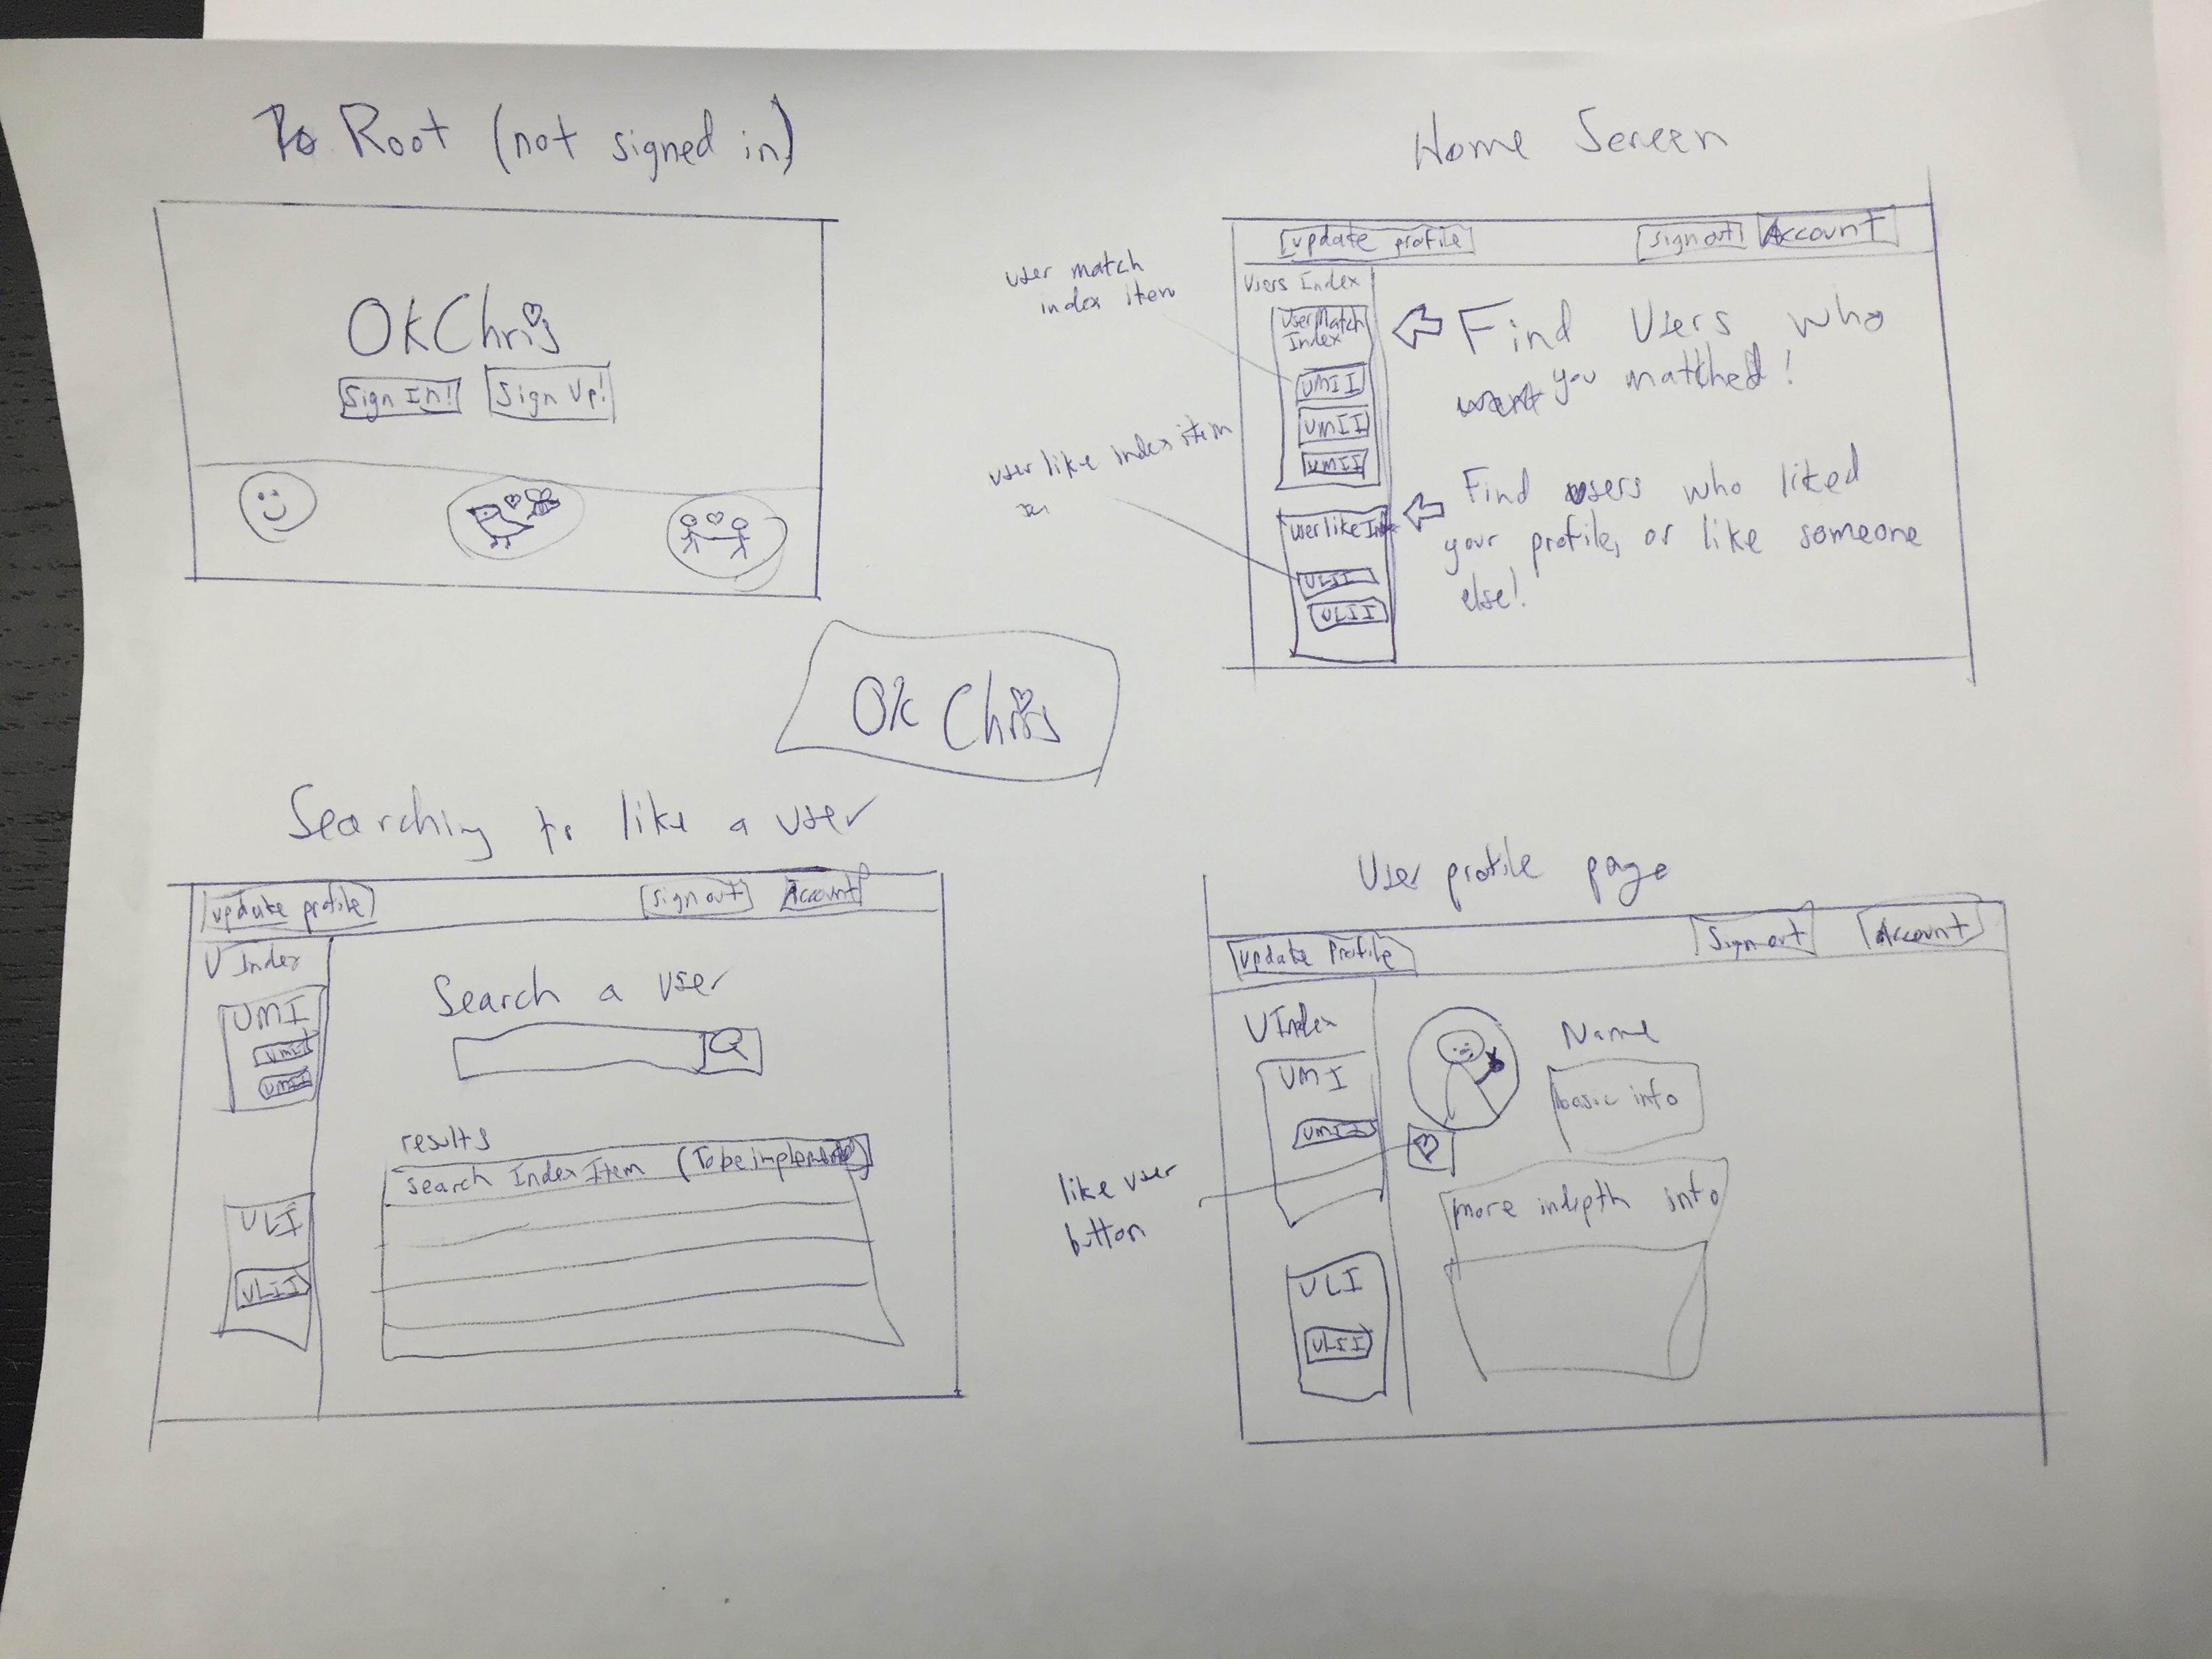 Root (not signed in)
OkChris
Sign In!
Sign Up!
Home Screen
update profile
sign out
Account
Users Index
User Match
Index
UMII
UMII
UMII
Find Users who
you matched!
User like Index
ULII
ULII
Find users who liked
your profile, or like someone
else!
user match
index item
user like index item
Ok Chris
Searching to like a user
update profile
sign out
Account
U Index
UMI
UMII
UMII
ULI
ULII
Search a user
results
Search Index Item (To be implemented)
User profile page
update Profile
Sign out
Account
U Index
UMI
UMII
ULI
ULII
Name
basic info
more indepth info
like user
button